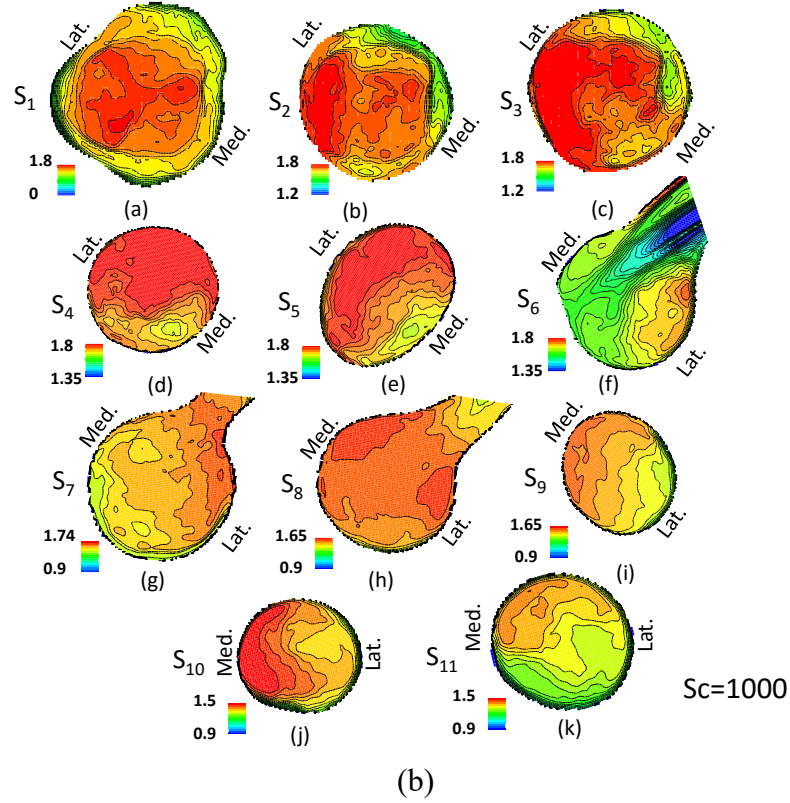 Lat.
S1
Med.
1.8
0
(a)
Lat.
S2
Med.
1.8
1.2
(b)
Lat.
S3
Med.
1.8
1.2
(c)
Lat.
S4
Med.
1.8
1.35
(d)
S5
Med.
1.8
1.35
(e)
Med.
S6
Lat.
1.8
1.35
(f)
Med.
S7
Lat.
1.74
0.9
(g)
Med.
S8
Lat.
1.65
0.9
(h)
Med.
S9
Lat.
1.65
0.9
(i)
Med.
S10
Lat.
1.5
0.9
(j)
Med.
S11
Lat.
1.5
0.9
(k)
Sc=1000
(b)